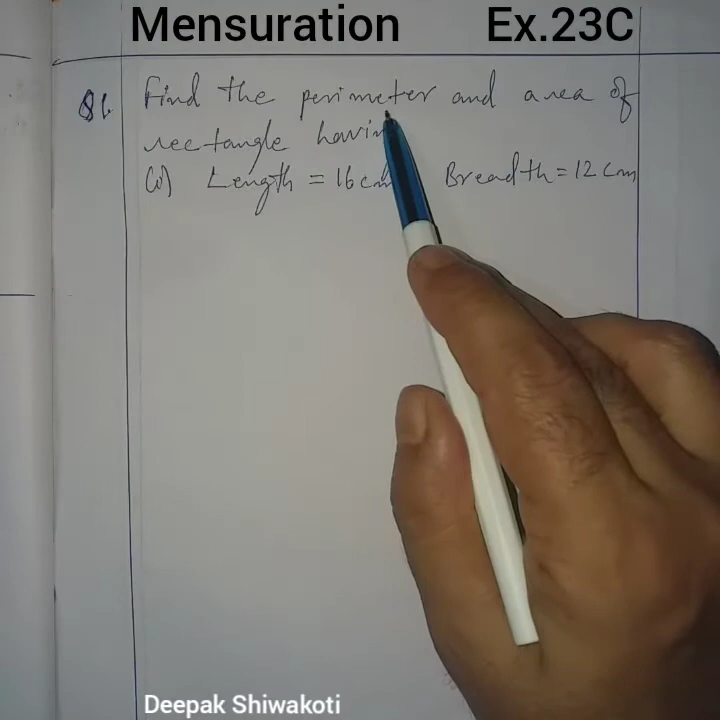 Mensuration Ex.23C
Q1. Find the perimeter and area of
rectangle having
(i) Length = 16 cm Breadth = 12 cm
Deepak Shiwakoti